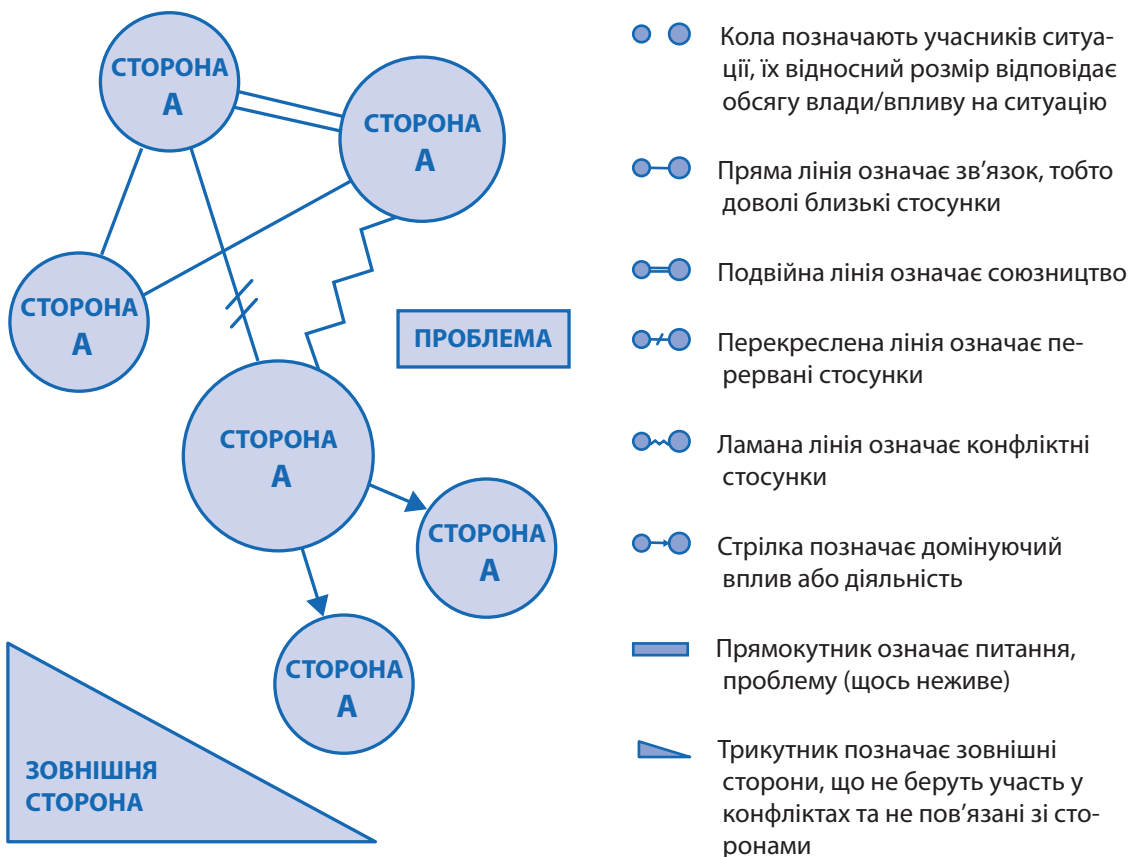 СТОРОНА
А
СТОРОНА
А
СТОРОНА
А
ПРОБЛЕМА
СТОРОНА
А
СТОРОНА
А
СТОРОНА
А
ЗОВНІШНЯ
СТОРОНА
Кола позначають учасників ситуа-
ції, їх відносний розмір відповідає
обсягу влади/впливу на ситуацію
Пряма лінія означає зв’язок, тобто
доволі близькі стосунки
Подвійна лінія означає союзництво
Перекреслена лінія означає пе-
рервані стосунки
Ламана лінія означає конфліктні
стосунки
Стрілка позначає домінуючий
вплив або діяльність
Прямокутник означає питання,
проблему (щось неживе)
Трикутник позначає зовнішні
сторони, що не беруть участь у
конфліктах та не пов’язані зі сто-
ронами